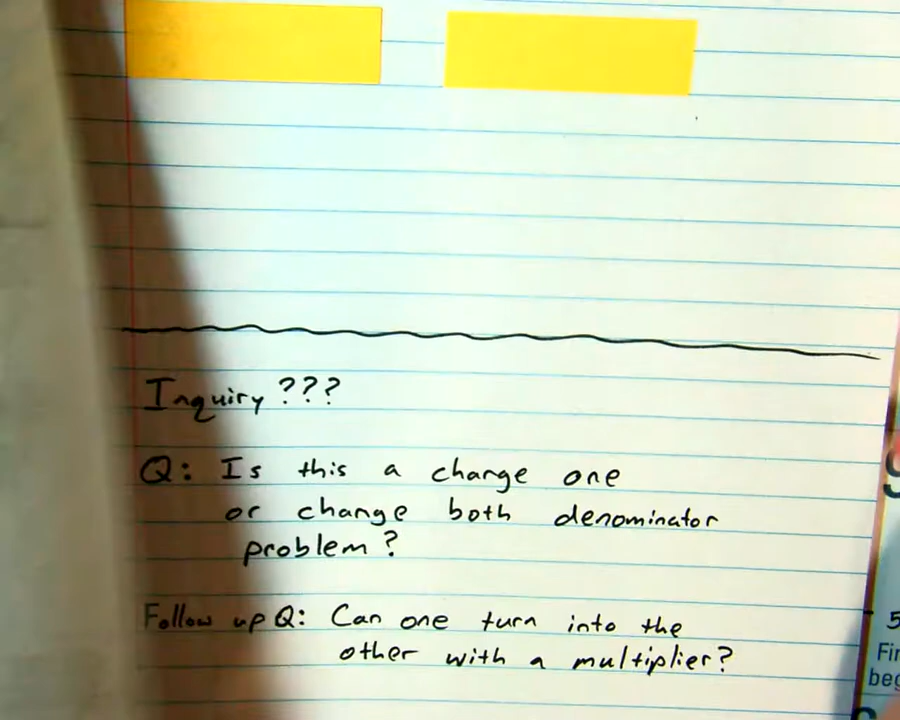 Inquiry ???
Q: Is this a change one
or change both denominator
problem?
Follow up Q: Can one turn into the
other with a multiplier?